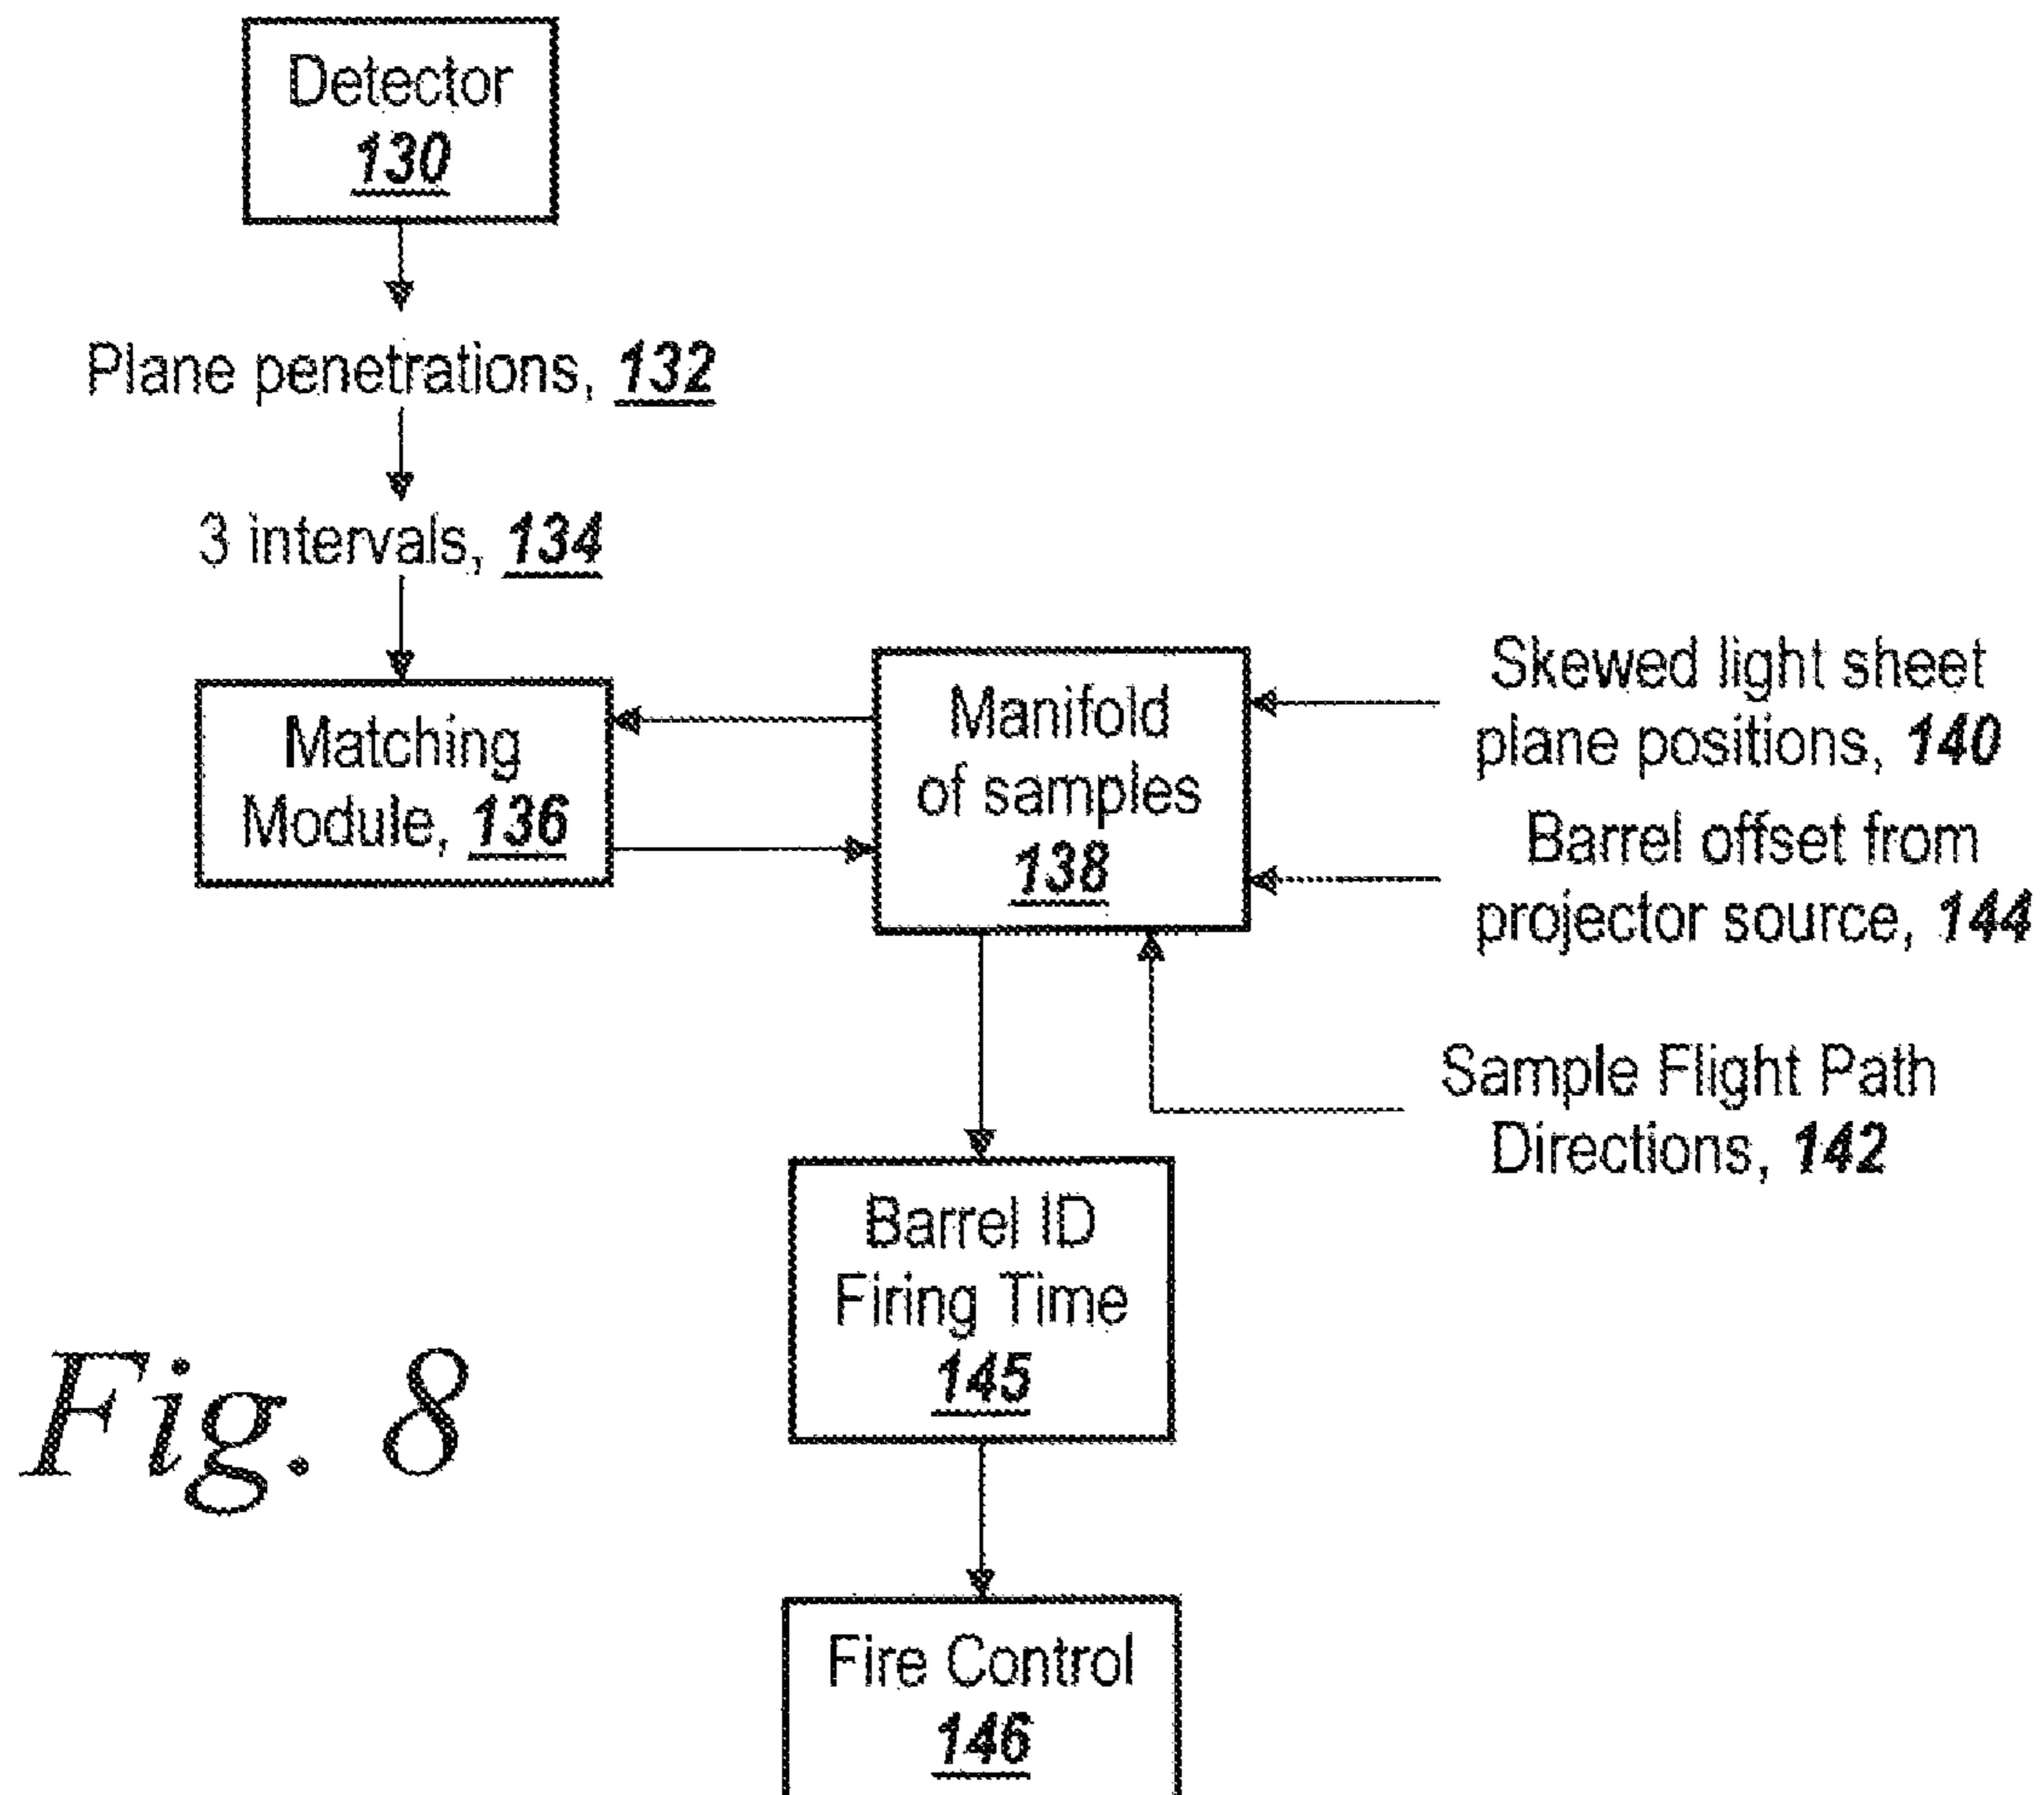 Detector
130
Plane penetrations, 132
3 intervals, 134
Matching
Module, 136
Manifold
of samples
138
Skewed light sheet
plane positions, 140
Barrel offset from
projector source, 144
Sample Flight Path
Directions, 142
Barrel ID
Firing Time
145
Fire Control
146
Fig. 8